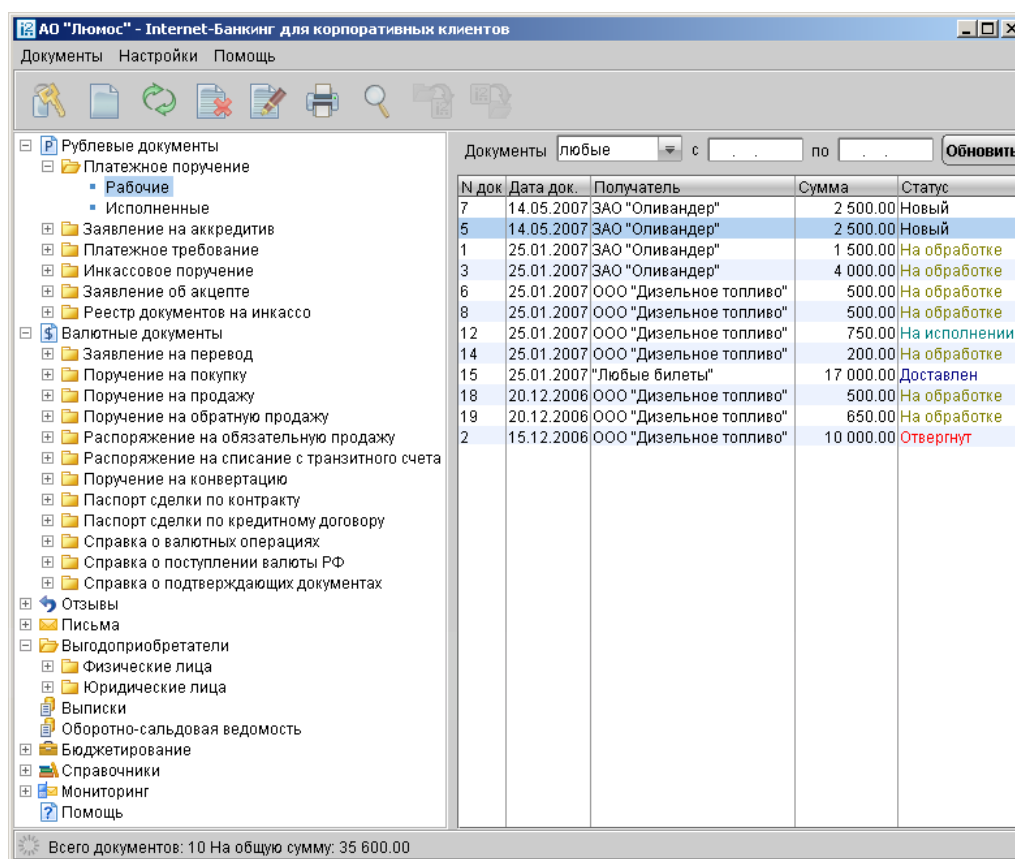 АО "Люмос" - Internet-Банкинг для корпоративных клиентов
Документы Настройки Помощь
Рублевые документы
Платежное поручение
Рабочие
Исполненные
Заявление на аккредитив
Платежное требование
Инкассовое поручение
Заявление об акцепте
Реестр документов на инкассо
Валютные документы
Заявление на перевод
Поручение на покупку
Поручение на продажу
Поручение на обратную продажу
Распоряжение на обязательную продажу
Распоряжение на списание с транзитного счета
Поручение на конвертацию
Паспорт сделки по контракту
Паспорт сделки по кредитному договору
Справка о валютных операциях
Справка о поступлении валюты РФ
Справка о подтверждающих документах
Отзывы
Письма
Выгодоприобретатели
Физические лица
Юридические лица
Выписки
Оборотно-сальдовая ведомость
Бюджетирование
Справочники
Мониторинг
Помощь
Документы любые с . . по . . Обновить
N док Дата док. Получатель Сумма Статус
7 14.05.2007 ЗАО "Оливандер" 2 500.00 Новый
5 14.05.2007 ЗАО "Оливандер" 2 500.00 Новый
1 25.01.2007 ЗАО "Оливандер" 1 500.00 На обработке
3 25.01.2007 ЗАО "Оливандер" 4 000.00 На обработке
6 25.01.2007 ООО "Дизельное топливо" 500.00 На обработке
8 25.01.2007 ООО "Дизельное топливо" 500.00 На обработке
12 25.01.2007 ООО "Дизельное топливо" 750.00 На исполнении
14 25.01.2007 ООО "Дизельное топливо" 200.00 На обработке
15 25.01.2007 "Любые билеты" 17 000.00 Доставлен
18 20.12.2006 ООО "Дизельное топливо" 500.00 На обработке
19 20.12.2006 ООО "Дизельное топливо" 650.00 На обработке
2 15.12.2006 ООО "Дизельное топливо" 10 000.00 Отвергнут
Всего документов: 10 На общую сумму: 35 600.00